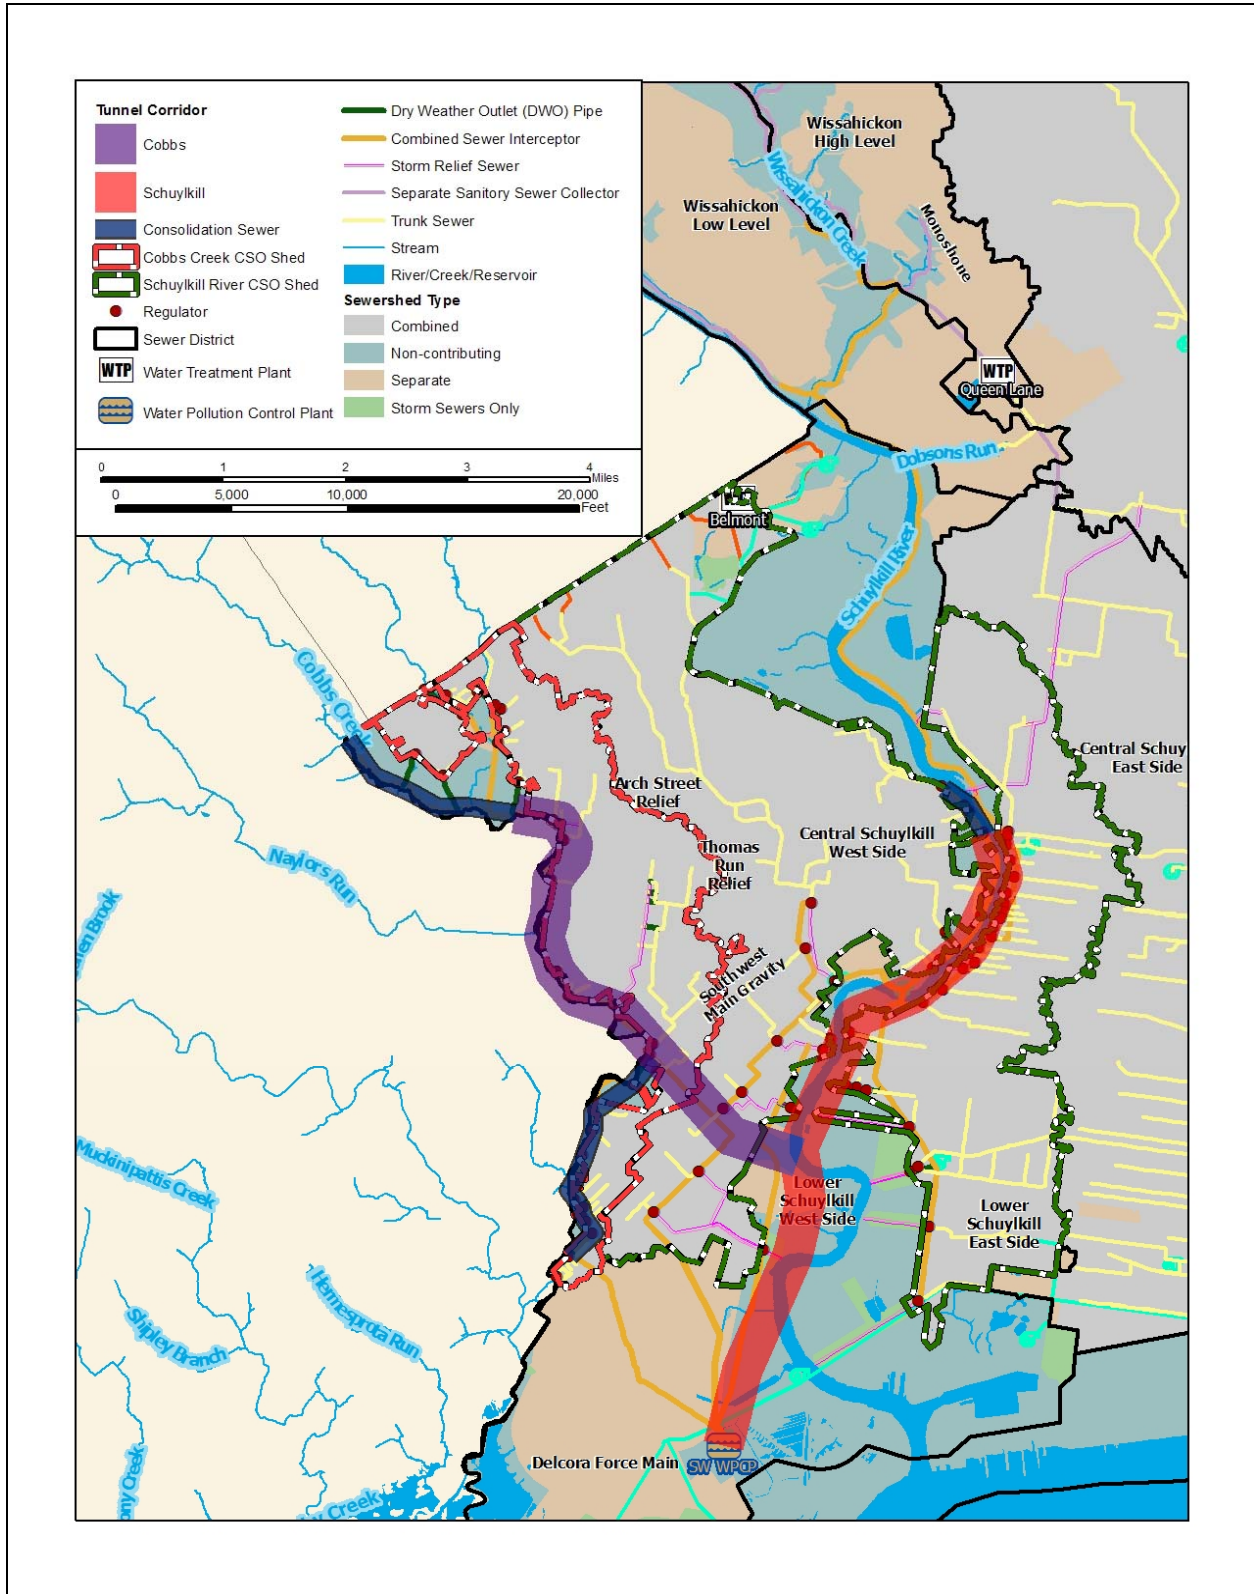 Tunnel Corridor
Cobbs
Schuylkill
Consolidation Sewer
Cobbs Creek CSO Shed
Schuylkill River CSO Shed
Regulator
Sewer District
WTP
Water Treatment Plant
Water Pollution Control Plant
Dry Weather Outlet (DWO) Pipe
Combined Sewer Interceptor
Storm Relief Sewer
Separate Sanitory Sewer Collector
Trunk Sewer
Stream
River/Creek/Reservoir
Sewershed Type
Combined
Non-contributing
Separate
Storm Sewers Only
0 1 2 3 4
Miles
0 5,000 10,000 20,000
Feet
Wissahickon
High Level
Wissahickon Creek
Wissahickon
Low Level
Monoshone
WTP
Queen Lane
Dobsons Run
Belmont
Schuylkill River
Cobbs Creek
Central Schuy
East Side
Arch Street
Relief
Central Schuylkill
West Side
Thomas
Run
Relief
Naylors Run
Brook
Southwest
Main Gravity
Muckinipattis Creek
Lower
Schuylkill
West Side
Lower
Schuylkill
East Side
Hermesprota Run
Shipley Branch
Delcora Force Main
SW WPCP
ony Creek
Creek